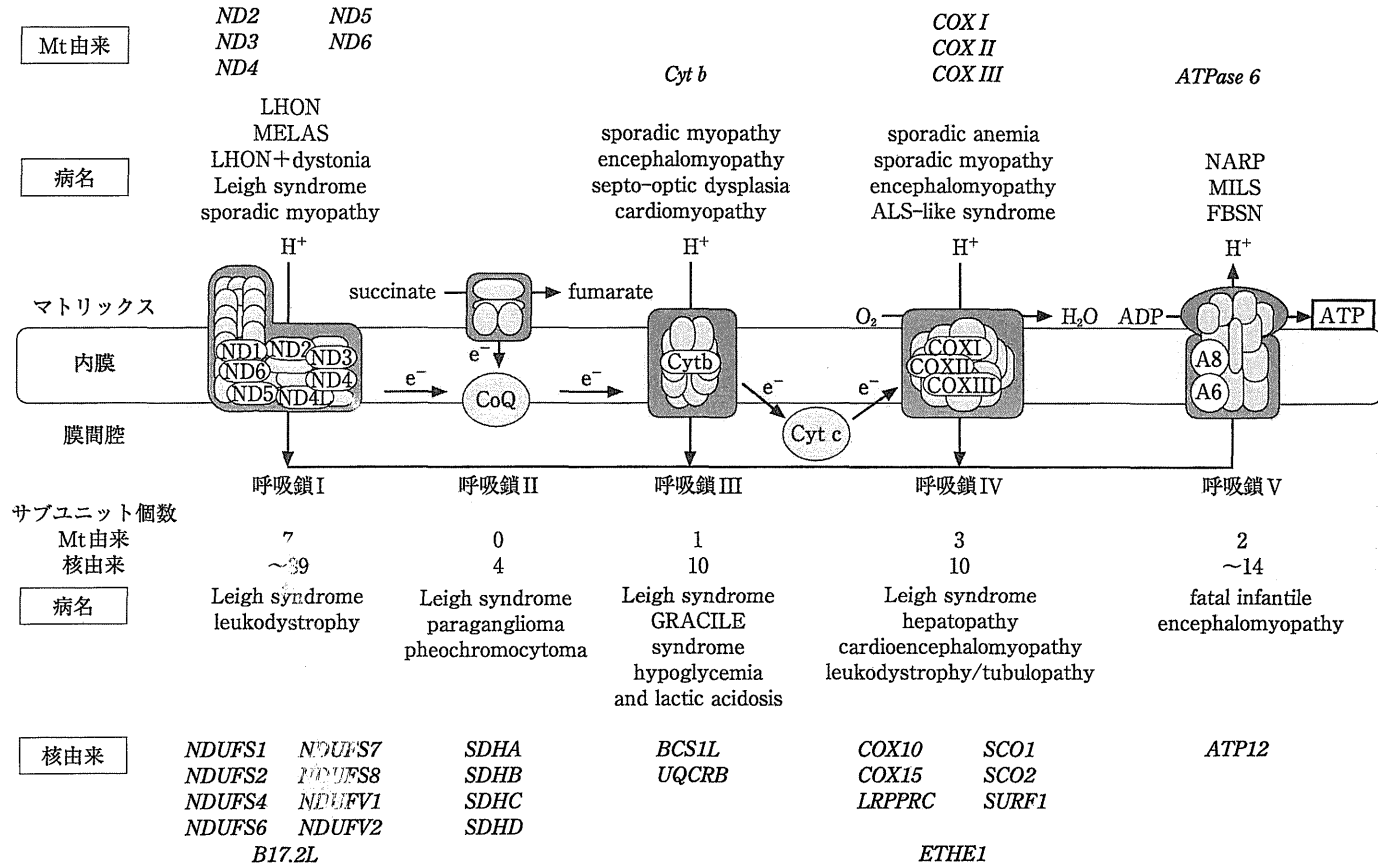 Mt由来
ND2 ND5
ND3 ND6
ND4
Cyt b
COX I
COX II
COX III
ATPase 6
病名
LHON
MELAS
LHON+dystonia
Leigh syndrome
sporadic myopathy
sporadic myopathy
encephalomyopathy
septo-optic dysplasia
cardiomyopathy
sporadic anemia
sporadic myopathy
encephalomyopathy
ALS-like syndrome
NARP
MILS
FBSN
H⁺ H⁺ H⁺ H⁺
マトリックス
succinate fumarate
O₂ H₂O ADP ATP
内膜
ND1 ND2 ND3
ND6 ND4
ND5 ND4L
e⁻ e⁻ e⁻ e⁻ e⁻
CoQ
Cytb
Cyt c
COXI
COXII
COXIII
A8
A6
膜間腔
呼吸鎖I 呼吸鎖II 呼吸鎖III 呼吸鎖IV 呼吸鎖V
サブユニット個数
Mt由来 7 0 1 3 2
核由来 ~39 4 10 10 ~14
病名
Leigh syndrome
leukodystrophy
Leigh syndrome
paraganglioma
pheochromocytoma
Leigh syndrome
GRACILE
syndrome
hypoglycemia
and lactic acidosis
Leigh syndrome
hepatopathy
cardioencephalomyopathy
leukodystrophy/tubulopathy
fatal infantile
encephalomyopathy
核由来
NDUFS1 NDUFS7
NDUFS2 NDUFS8
NDUFS4 NDUFV1
NDUFS6 NDUFV2
B17.2L
SDHA
SDHB
SDHC
SDHD
BCS1L
UQCRB
COX10 SCO1
COX15 SCO2
LRPPRC SURF1
ETHE1
ATP12